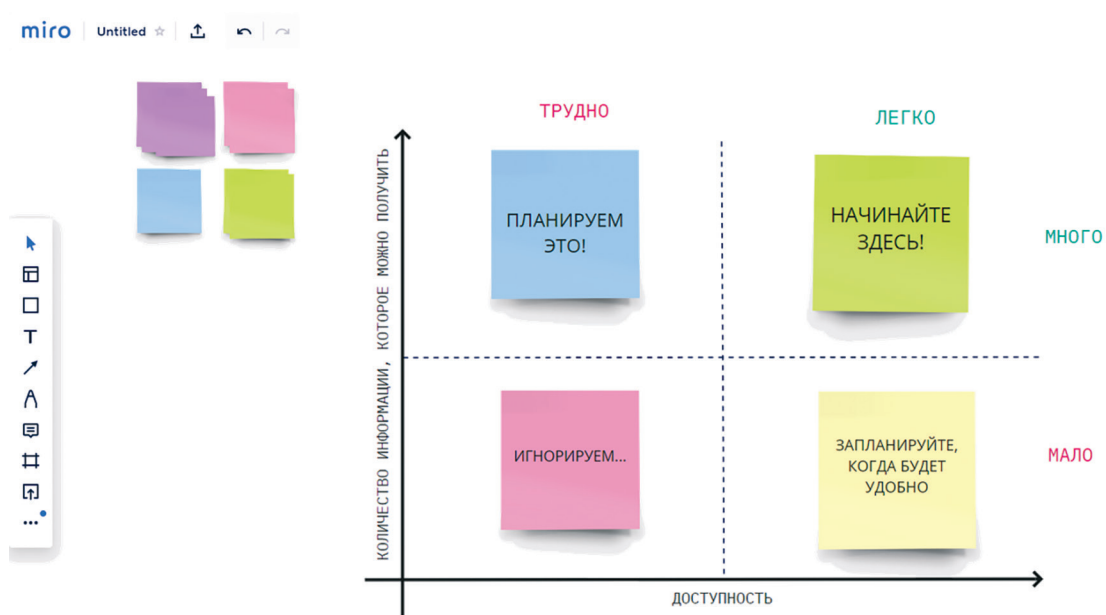 miro
Untitled
ТРУДНО
ЛЕГКО
КОЛИЧЕСТВО ИНФОРМАЦИИ, КОТОРОЕ МОЖНО ПОЛУЧИТЬ
ПЛАНИРУЕМ
ЭТО!
НАЧИНАЙТЕ
ЗДЕСЬ!
МНОГО
ИГНОРИРУЕМ...
ЗАПЛАНИРУЙТЕ,
КОГДА БУДЕТ
УДОБНО
МАЛО
ДОСТУПНОСТЬ